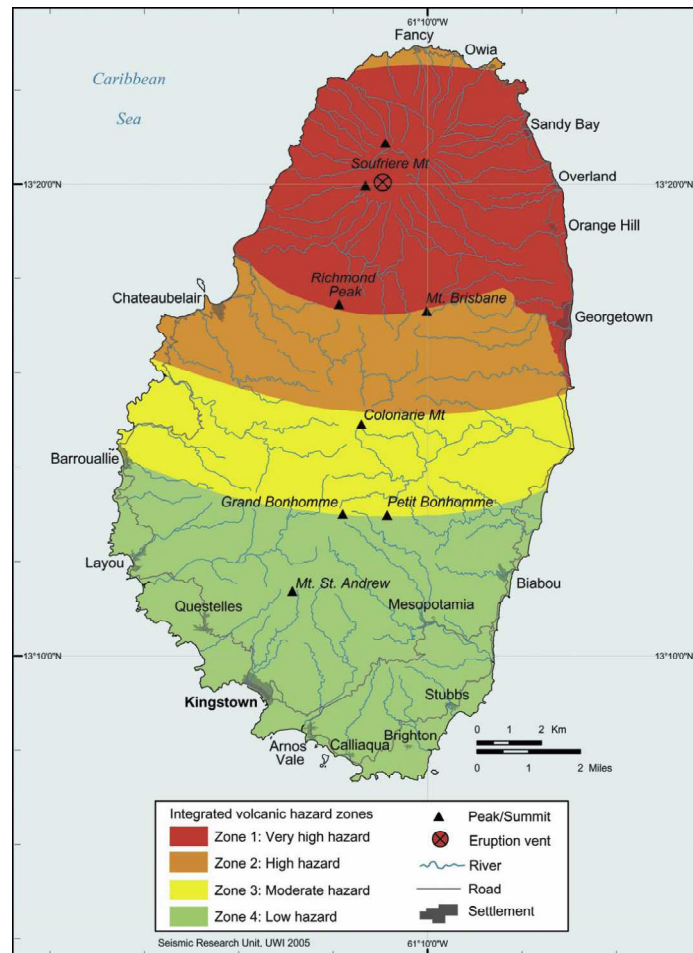 61°10'0"W
Fancy
Owia
Caribbean
Sea
Sandy Bay
Soufriere Mt
Overland
13°20'0"N
13°20'0"N
Orange Hill
Richmond
Peak
Mt. Brisbane
Chateaubelair
Georgetown
Colonarie Mt
Barrouallie
Grand Bonhomme
Petit Bonhomme
Layou
Mt. St. Andrew
Biabou
Questelles
Mesopotamia
13°10'0"N
13°10'0"N
Kingstown
Stubbs
Arnos
Vale
Calliaqua
Brighton
0 1 2 Km
0 1 2 Miles
Integrated volcanic hazard zones
Zone 1: Very high hazard
Zone 2: High hazard
Zone 3: Moderate hazard
Zone 4: Low hazard
Peak/Summit
Eruption vent
River
Road
Settlement
Seismic Research Unit, UWI 2005
61°10'0"W